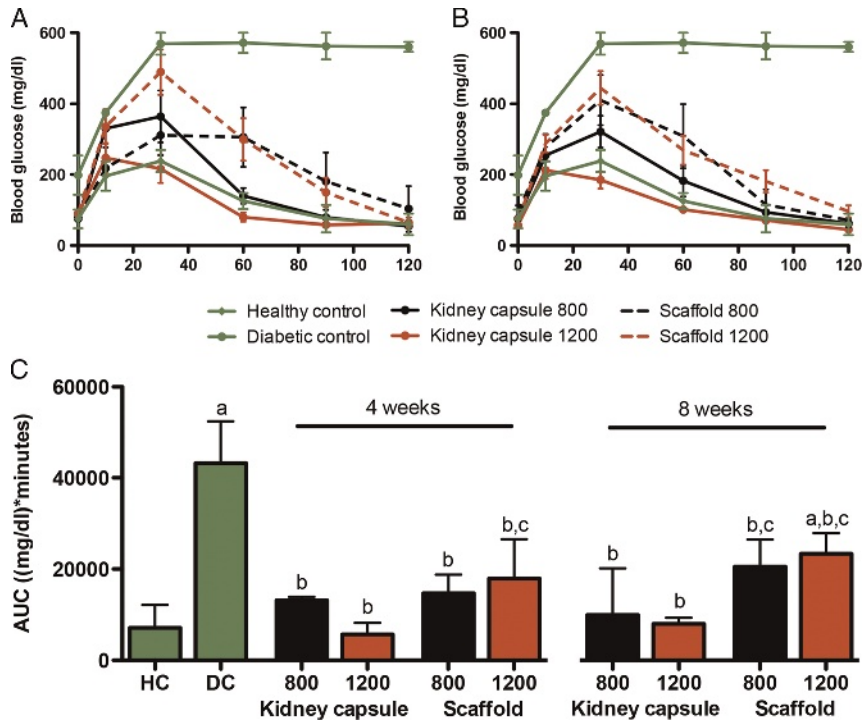 A
B
600
400
200
0
Blood glucose (mg/dl)
0 20 40 60 80 100 120
600
400
200
0
Blood glucose (mg/dl)
0 20 40 60 80 100 120
Healthy control
Kidney capsule 800
Scaffold 800
Diabetic control
Kidney capsule 1200
Scaffold 1200
C
60000
40000
20000
0
AUC ((mg/dl)*minutes)
4 weeks
8 weeks
a
b
b
b
b,c
b
b
b,c
a,b,c
HC DC 800 1200 800 1200 800 1200 800 1200
Kidney capsule Scaffold Kidney capsule Scaffold